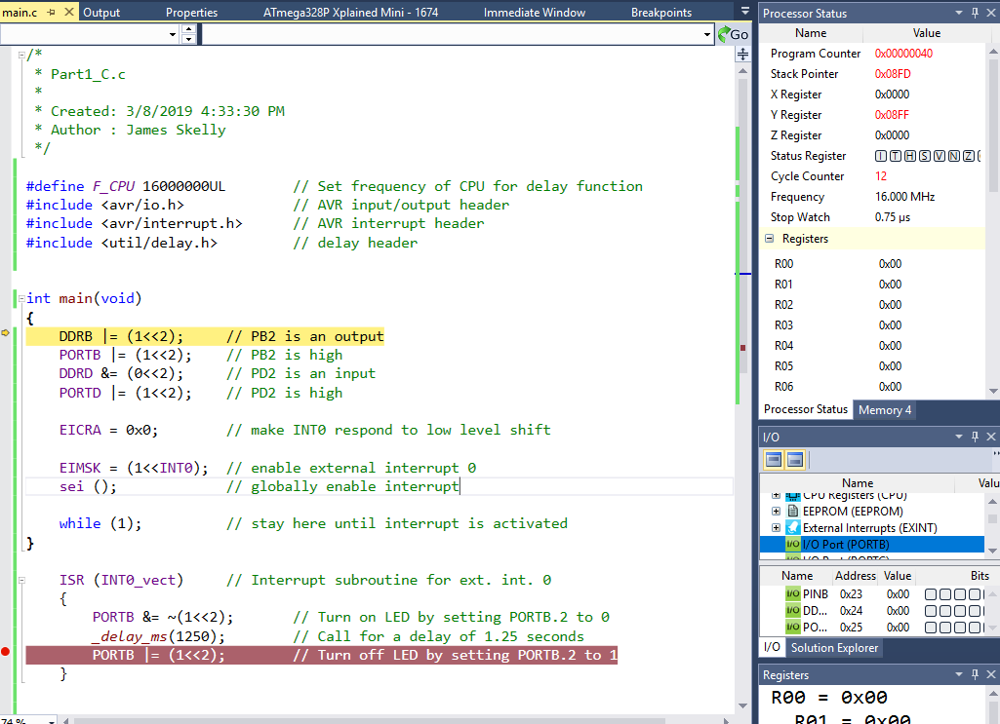 main.c
Output
Properties
ATmega328P Xplained Mini - 1674
Immediate Window
Breakpoints
Go
/*
* Part1_C.c
*
* Created: 3/8/2019 4:33:30 PM
* Author : James Skelly
*/
#define F_CPU 16000000UL // Set frequency of CPU for delay function
#include <avr/io.h> // AVR input/output header
#include <avr/interrupt.h> // AVR interrupt header
#include <util/delay.h> // delay header
int main(void)
{
DDRB |= (1<<2); // PB2 is an output
PORTB |= (1<<2); // PB2 is high
DDRD &= (0<<2); // PD2 is an input
PORTD |= (1<<2); // PD2 is high
EICRA = 0x0; // make INT0 respond to low level shift
EIMSK = (1<<INT0); // enable external interrupt 0
sei (); // globally enable interrupt
while (1); // stay here until interrupt is activated
}
ISR (INT0_vect) // Interrupt subroutine for ext. int. 0
{
PORTB &= ~(1<<2); // Turn on LED by setting PORTB.2 to 0
_delay_ms(1250); // Call for a delay of 1.25 seconds
PORTB |= (1<<2); // Turn off LED by setting PORTB.2 to 1
}
74 %
Processor Status
Name Value
Program Counter 0x00000040
Stack Pointer 0x08FD
X Register 0x0000
Y Register 0x08FF
Z Register 0x0000
Status Register I T H S V N Z
Cycle Counter 12
Frequency 16.000 MHz
Stop Watch 0.75 µs
Registers
R00 0x00
R01 0x00
R02 0x00
R03 0x00
R04 0x00
R05 0x00
R06 0x00
Processor Status Memory 4
I/O
Name Valu
CPU Registers (CPU)
EEPROM (EEPROM)
External Interrupts (EXINT)
I/O I/O Port (PORTB)
I/O I/O Port (PORTC)
Name Address Value Bits
I/O PINB 0x23 0x00
I/O DD... 0x24 0x00
I/O PO... 0x25 0x00
I/O Solution Explorer
Registers
R00 = 0x00
R01 = 0x00